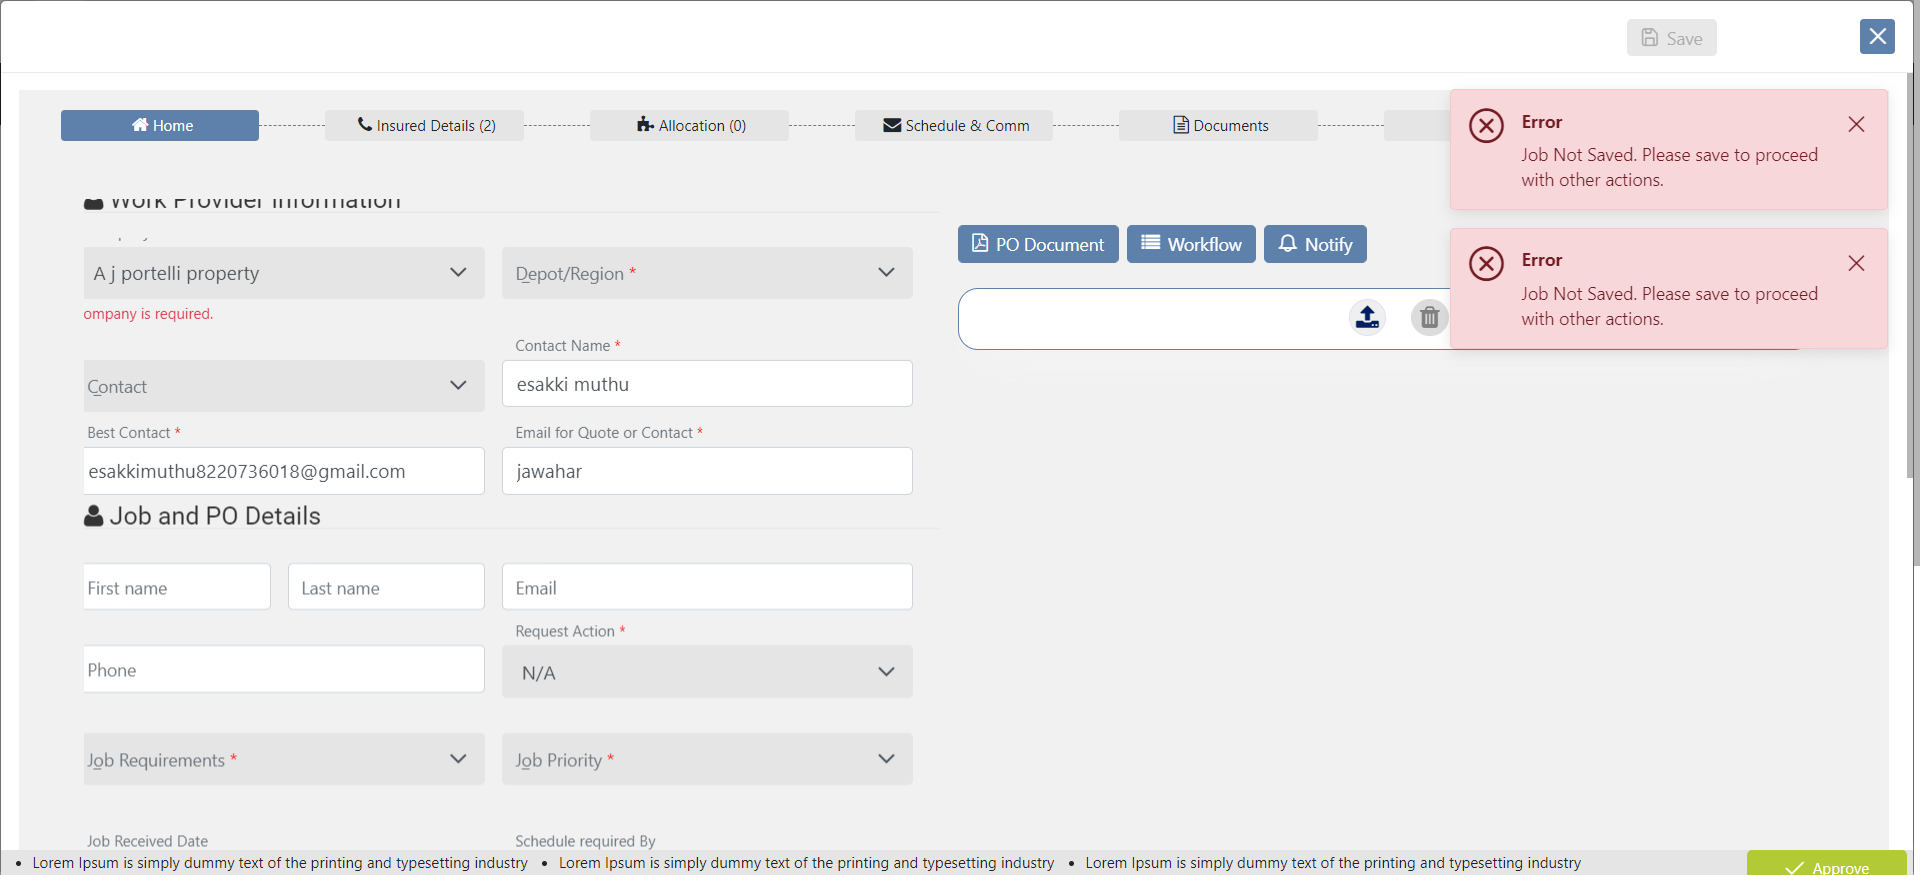 Save
Home
Insured Details (2)
Allocation (0)
Schedule & Comm
Documents
Error
Job Not Saved. Please save to proceed
with other actions.
Error
Job Not Saved. Please save to proceed
with other actions.
Work Provider Information
A j portelli property
Depot/Region *
ompany is required.
PO Document
Workflow
Notify
Contact
Contact Name *
esakki muthu
Best Contact *
esakkimuthu8220736018@gmail.com
Email for Quote or Contact *
jawahar
Job and PO Details
First name
Last name
Email
Phone
Request Action *
N/A
Job Requirements *
Job Priority *
Job Received Date
Schedule required By
• Lorem Ipsum is simply dummy text of the printing and typesetting industry • Lorem Ipsum is simply dummy text of the printing and typesetting industry • Lorem Ipsum is simply dummy text of the printing and typesetting industry
Approve